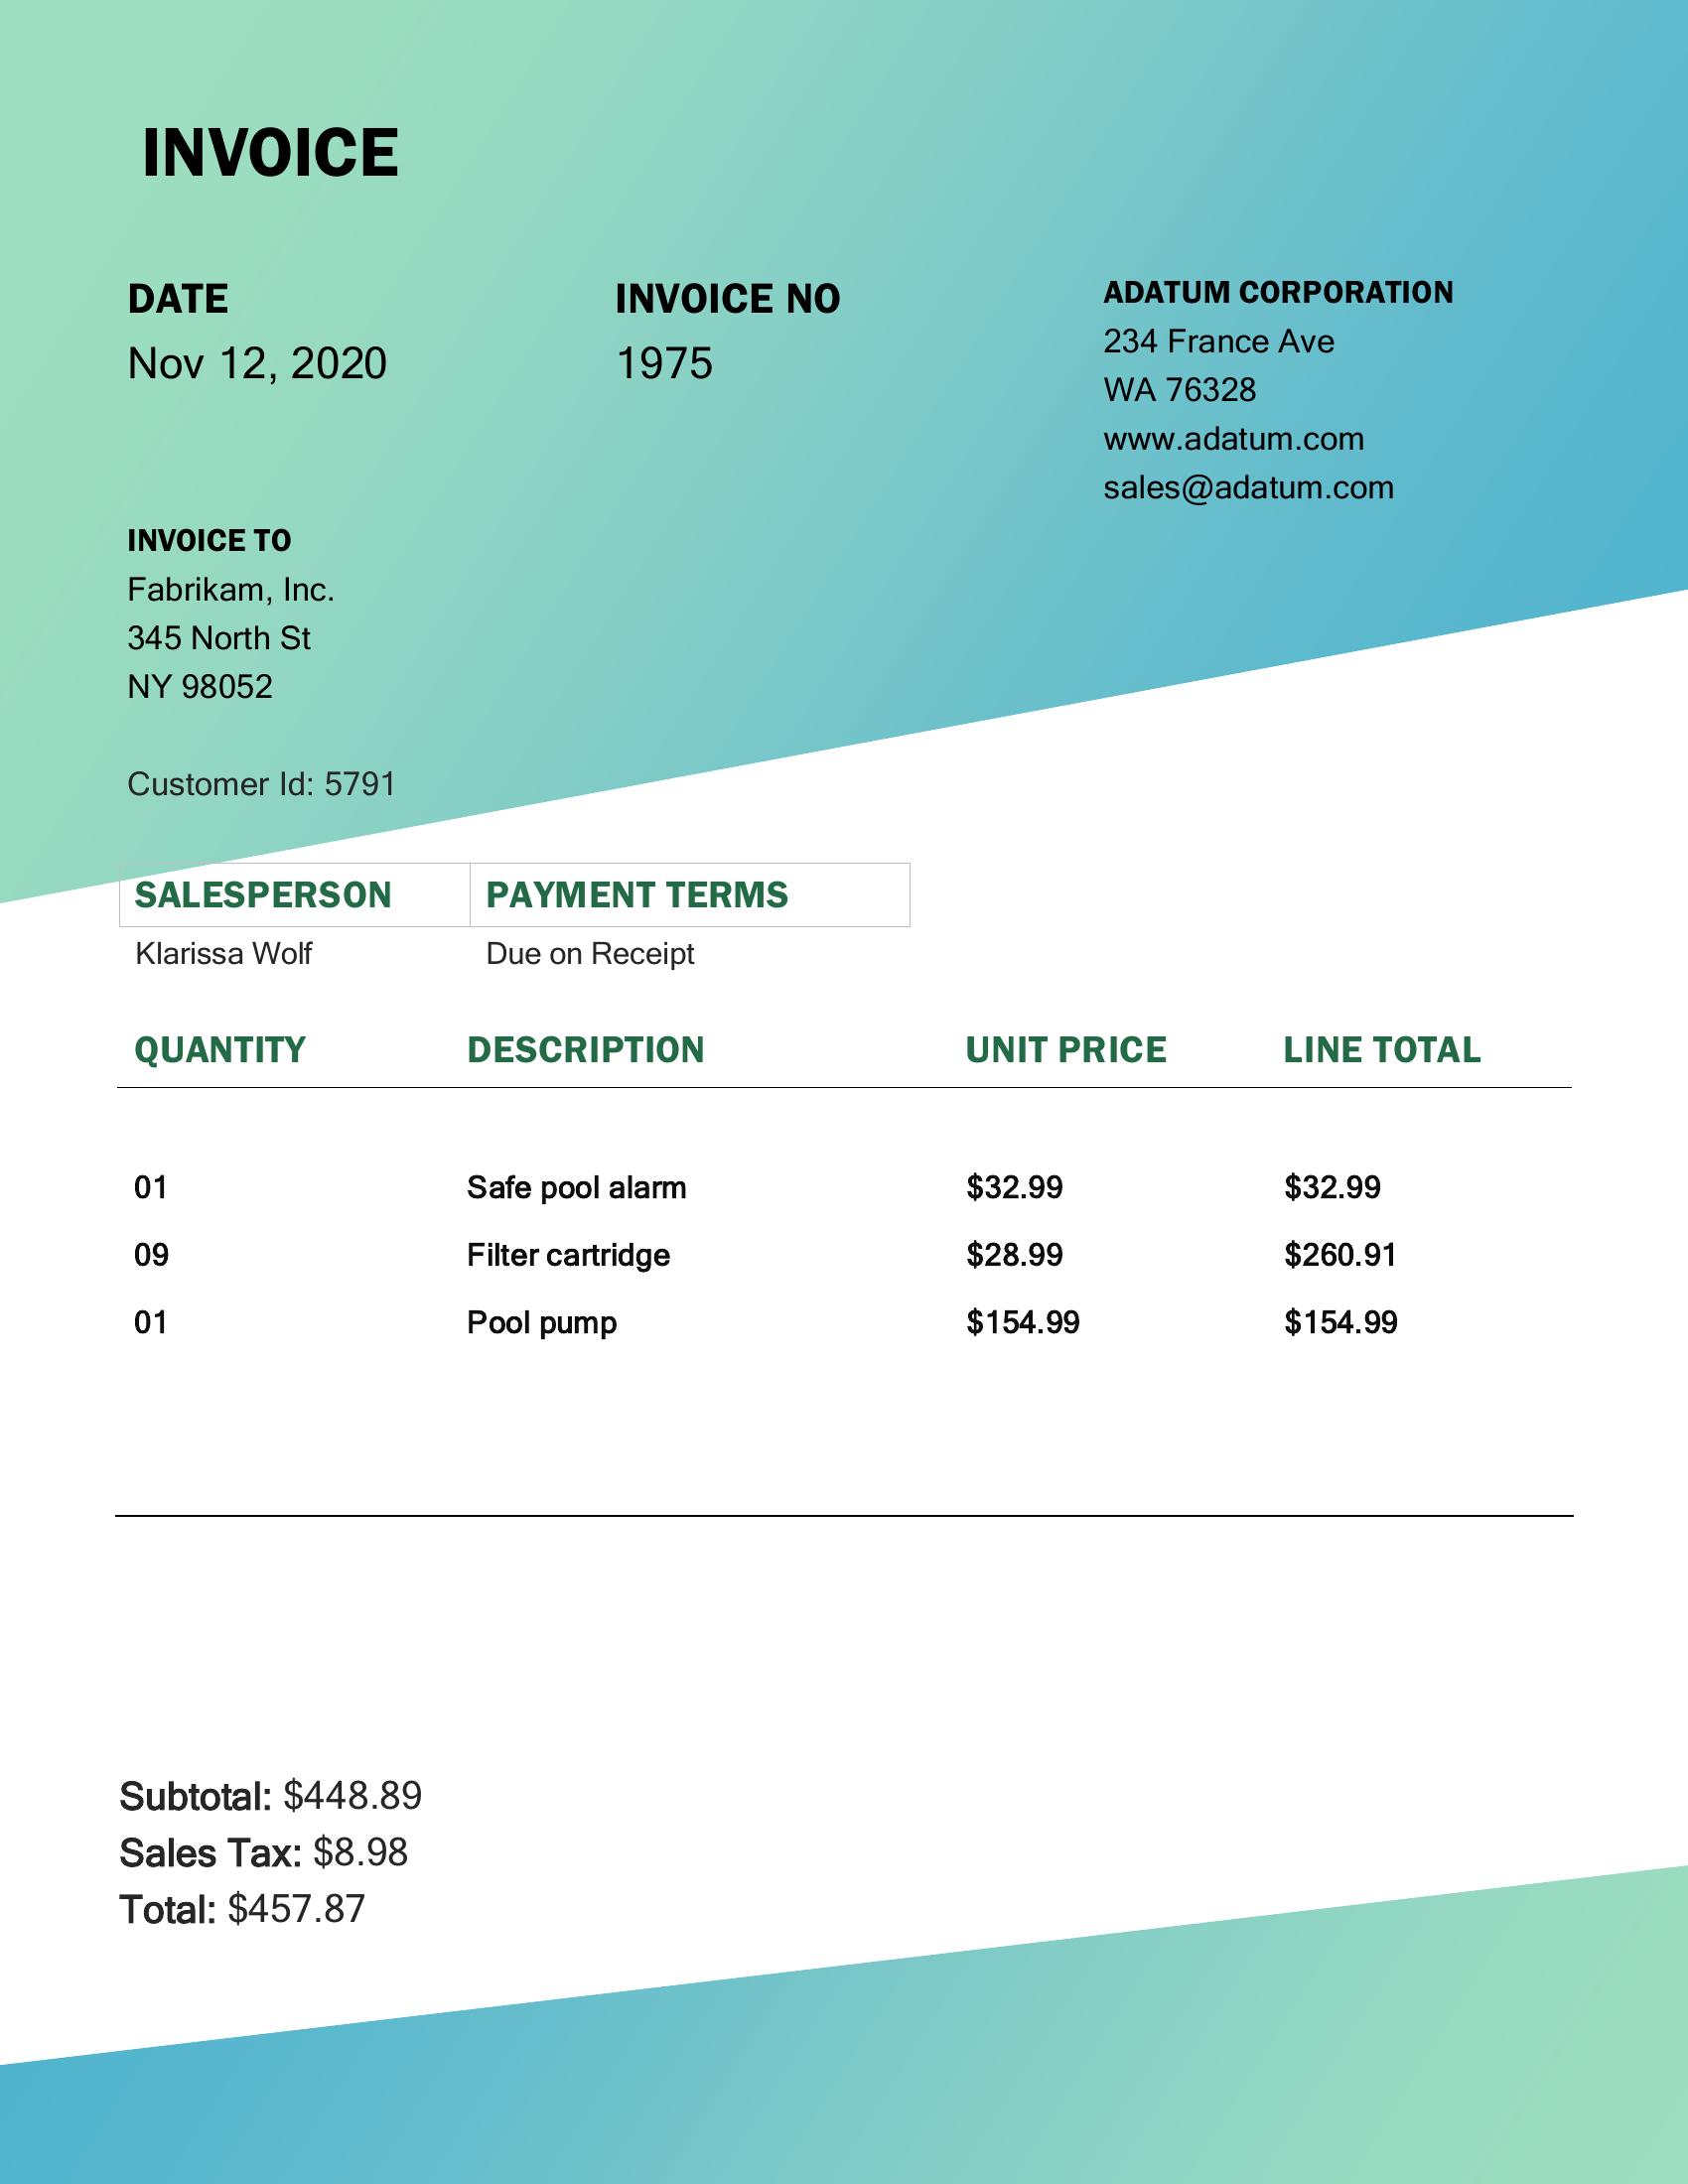 INVOICE
DATE
Nov 12, 2020
INVOICE NO
1975
ADATUM CORPORATION
234 France Ave
WA 76328
www.adatum.com
sales@adatum.com
INVOICE TO
Fabrikam, Inc.
345 North St
NY 98052
Customer Id: 5791
SALESPERSON PAYMENT TERMS
Klarissa Wolf Due on Receipt
QUANTITY DESCRIPTION UNIT PRICE LINE TOTAL
01 Safe pool alarm $32.99 $32.99
09 Filter cartridge $28.99 $260.91
01 Pool pump $154.99 $154.99
Subtotal: $448.89
Sales Tax: $8.98
Total: $457.87